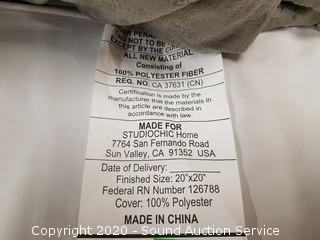 ER PENAL
THIS NOT TO BE
EXCEPT BY THE CON
ALL NEW MATERIAL
Consisting of
100% POLYESTER FIBER
REG. NO. CA 37631 (CN)
Certification is made by the
manufacturer that the materials in
this article are described in
accordance with law.
MADE FOR
STUDIOCHIC Home
7764 San Fernando Road
Sun Valley, CA 91352 USA
Date of Delivery:
Finished Size: 20"x20"
Federal RN Number 126788
Cover: 100% Polyester
MADE IN CHINA
Copyright 2020 - Sound Auction Service